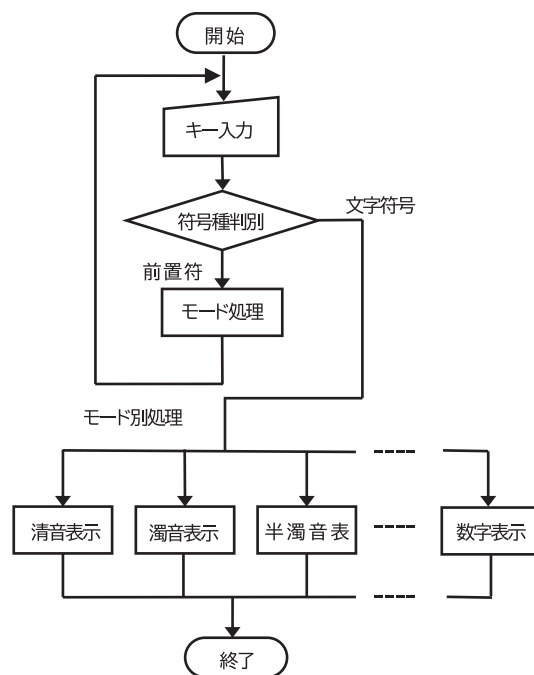 開始
キー入力
符号種判別
文字符号
前置符
モード処理
モード別処理
清音表示
濁音表示
半濁音表
数字表示
終了